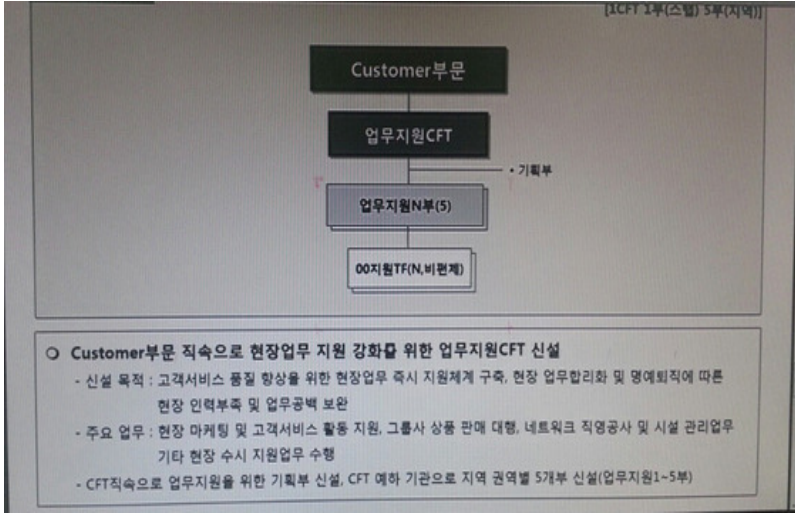 [1CFT 1부(스텝) 5부(지역)]
Customer부문
업무지원CFT
• 기획부
업무지원N부(5)
00지원TF(N,비편제)
○ Customer부문 직속으로 현장업무 지원 강화를 위한 업무지원CFT 신설
- 신설 목적 : 고객서비스 품질 향상을 위한 현장업무 즉시 지원체계 구축, 현장 업무합리화 및 명예퇴직에 따른
현장 인력부족 및 업무공백 보완
- 주요 업무 : 현장 마케팅 및 고객서비스 활동 지원, 그룹사 상품 판매 대행, 네트워크 직영공사 및 시설 관리업무
기타 현장 수시 지원업무 수행
- CFT직속으로 업무지원을 위한 기획부 신설, CFT 예하 기관으로 지역 권역별 5개부 신설(업무지원1~5부)